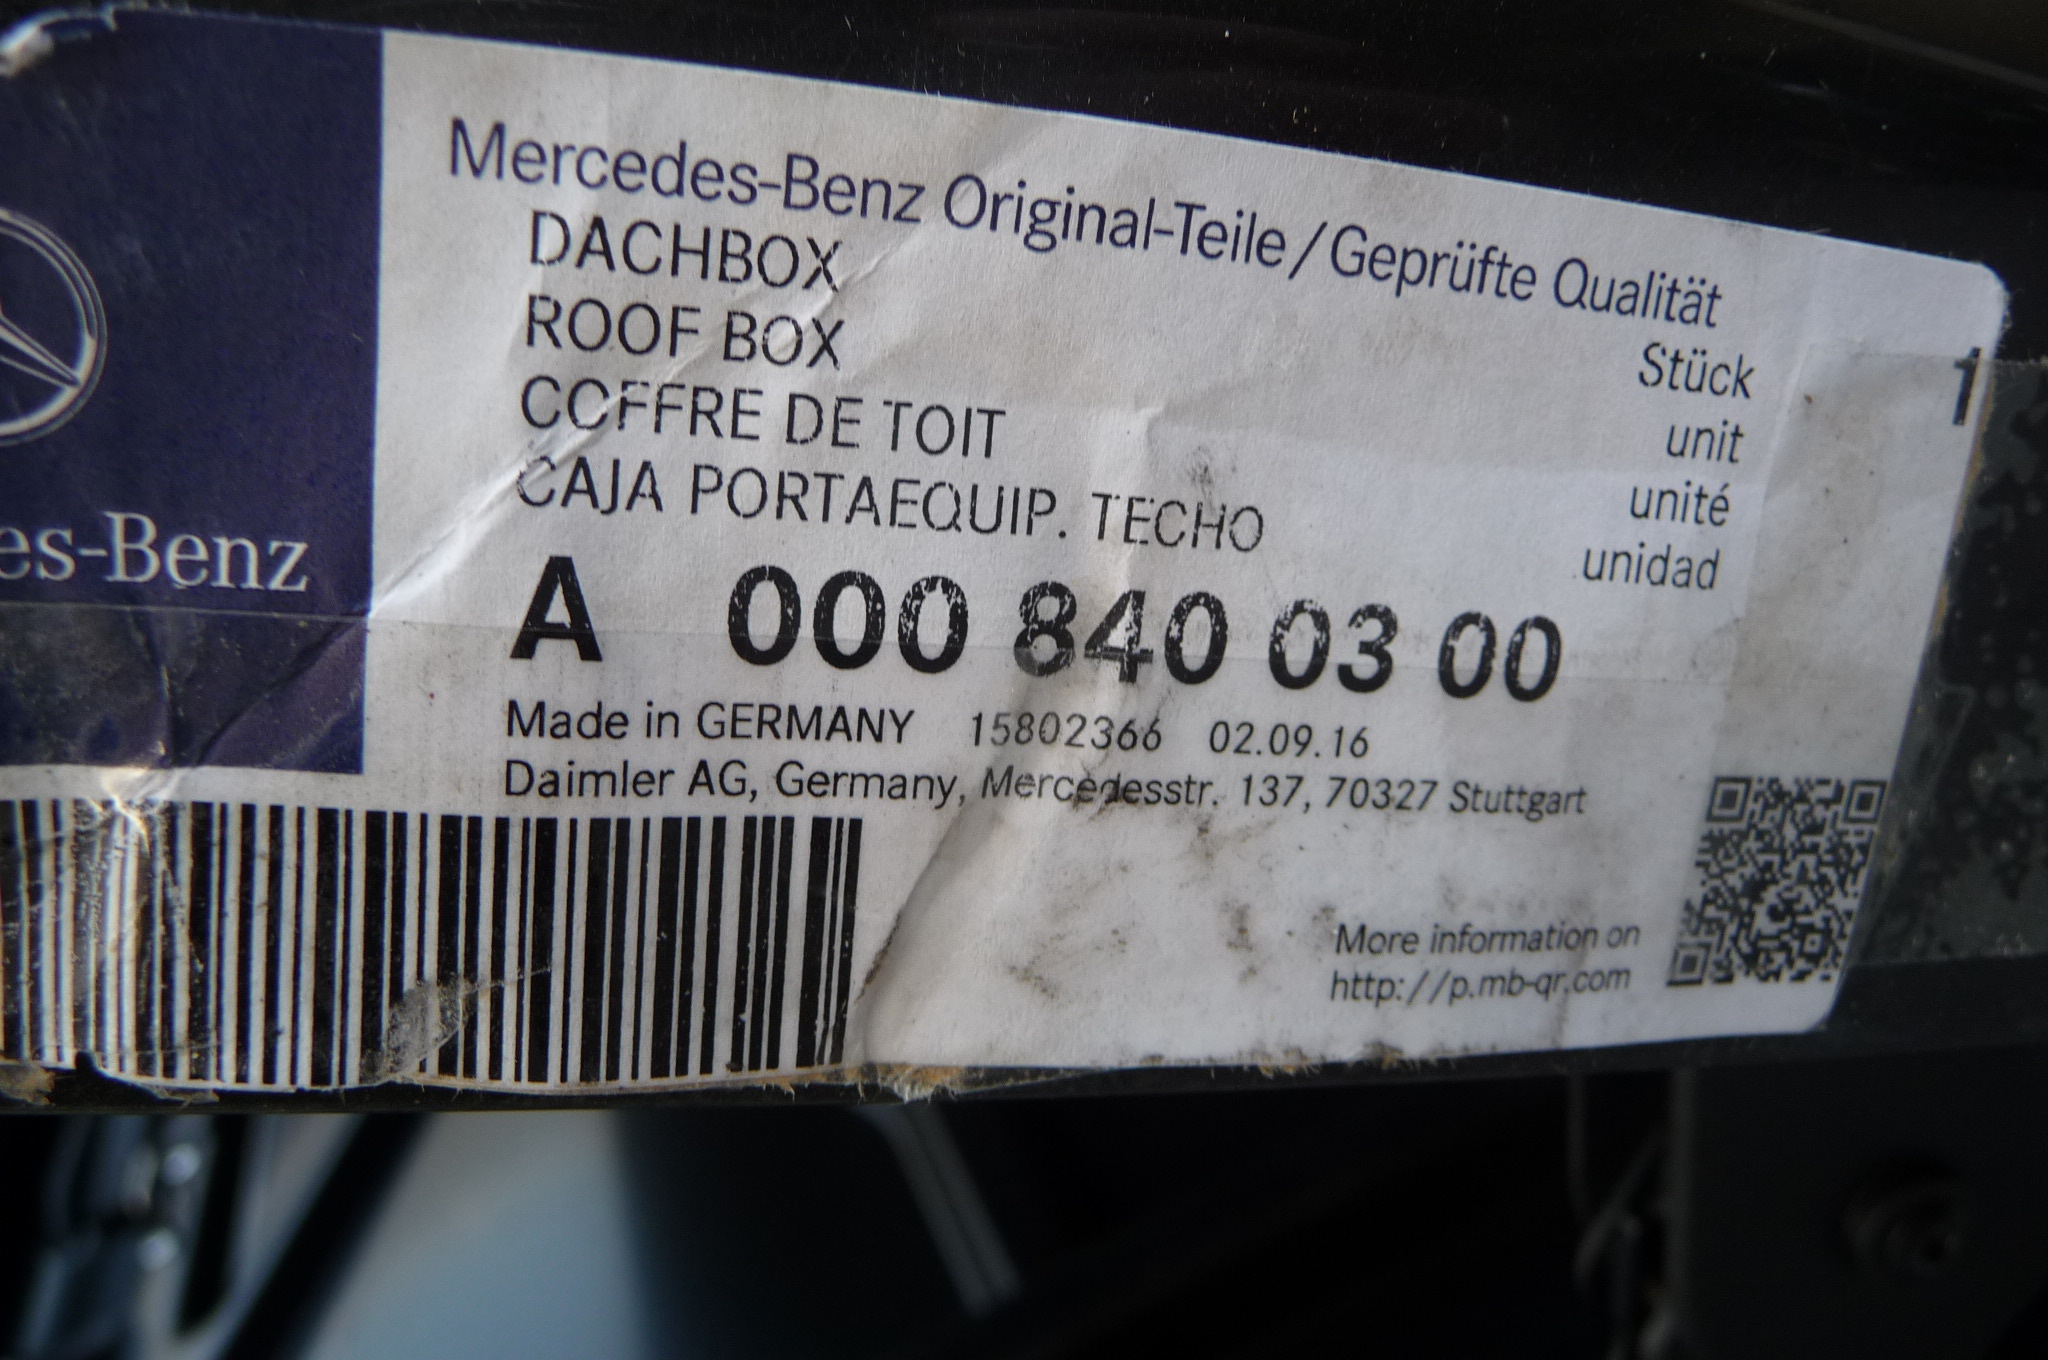 Mercedes-Benz Original-Teile/Geprüfte Qualität
DACHBOX
ROOF BOX
COFFRE DE TOIT
CAJA PORTAEQUIP. TECHO
Stück 1
unit
unité
unidad
es-Benz
A 000 840 03 00
Made in GERMANY 15802366 02.09.16
Daimler AG, Germany, Mercedesstr. 137, 70327 Stuttgart
More information on
http://p.mb-qr.com